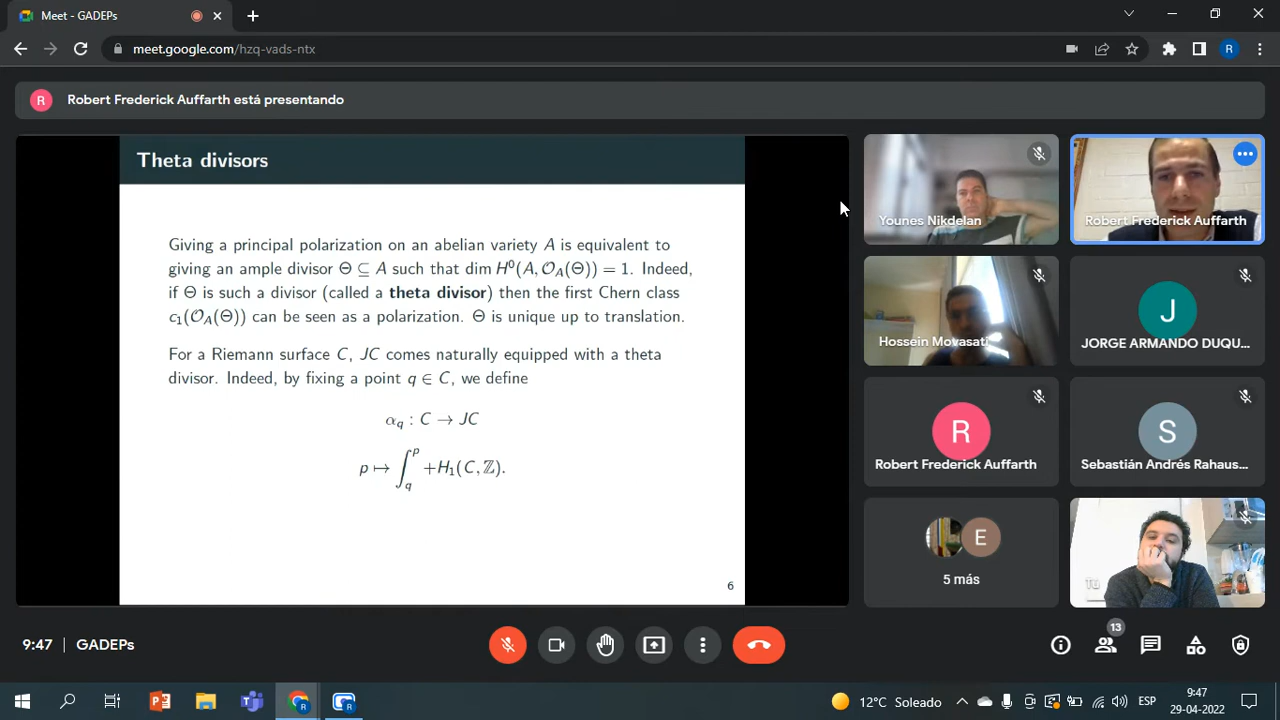 Meet - GADEPs
meet.google.com/hzq-vads-ntx
R
R
Robert Frederick Auffarth está presentando
Theta divisors
Giving a principal polarization on an abelian variety A is equivalent to
giving an ample divisor Θ ⊆ A such that dim H⁰(A, 𝒪_A(Θ)) = 1. Indeed,
if Θ is such a divisor (called a theta divisor) then the first Chern class
c₁(𝒪_A(Θ)) can be seen as a polarization. Θ is unique up to translation.
For a Riemann surface C, JC comes naturally equipped with a theta
divisor. Indeed, by fixing a point q ∈ C, we define
α_q : C → JC
p ↦ ∫_q^p +H₁(C, ℤ).
6
Younes Nikdelan
Robert Frederick Auffarth
Hossein Movasati
J
JORGE ARMANDO DUQU...
R
Robert Frederick Auffarth
S
Sebastián Andrés Rahaus...
E
5 más
Tú
9:47 | GADEPs
13
12°C Soleado
ESP
9:47
29-04-2022